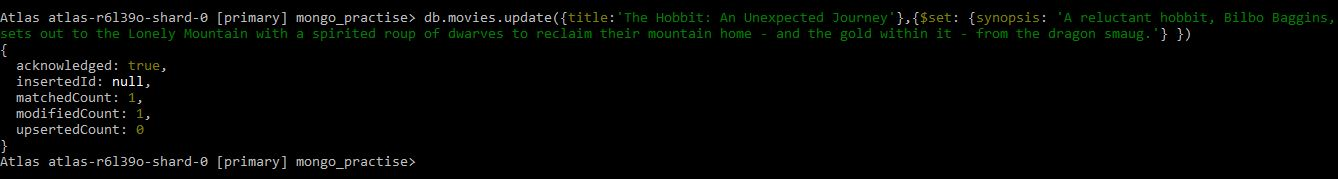 Atlas atlas-r6l39o-shard-0 [primary] mongo_practise> db.movies.update({title:'The Hobbit: An Unexpected Journey'},{$set: {synopsis: 'A reluctant hobbit, Bilbo Baggins,
sets out to the Lonely Mountain with a spirited roup of dwarves to reclaim their mountain home - and the gold within it - from the dragon smaug.'} })
{
  acknowledged: true,
  insertedId: null,
  matchedCount: 1,
  modifiedCount: 1,
  upsertedCount: 0
}
Atlas atlas-r6l39o-shard-0 [primary] mongo_practise>